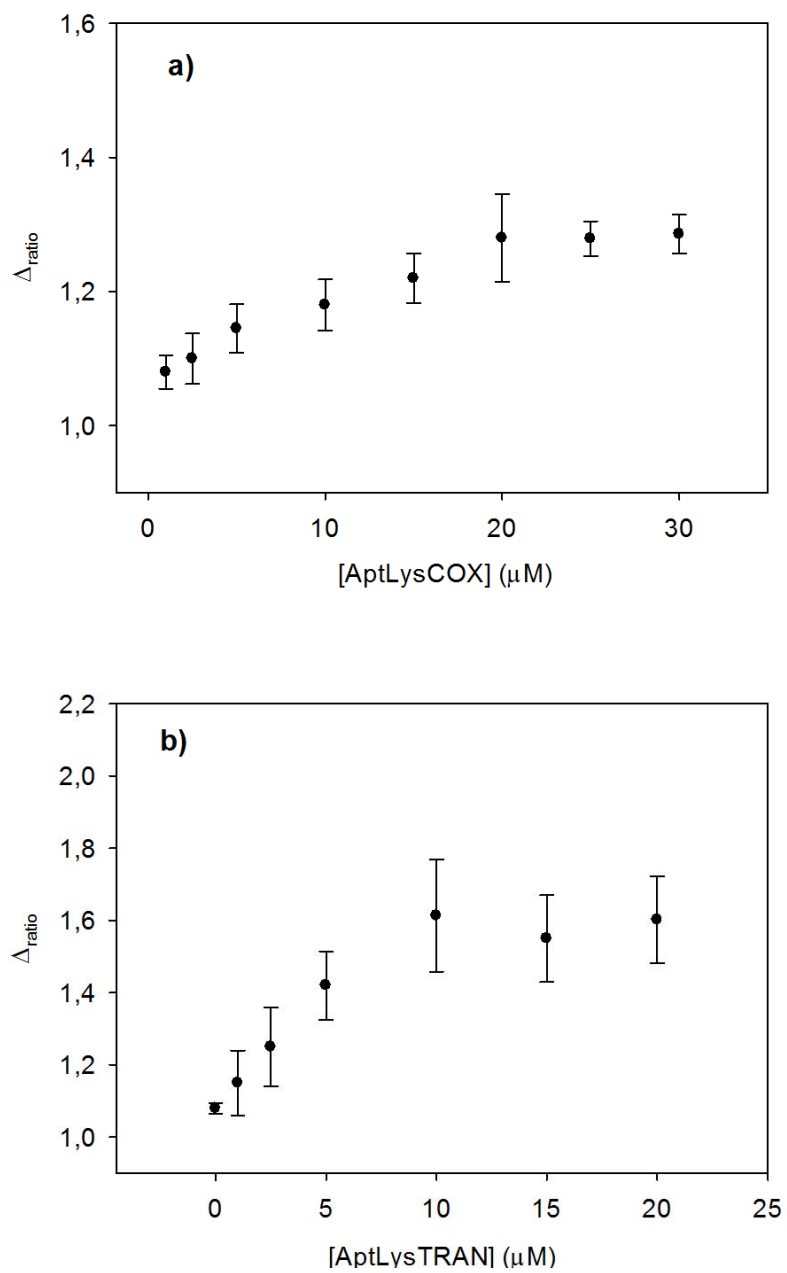 1,6
a)
1,4
1,2
1,0
Δratio
0 10 20 30
[AptLysCOX] (μM)
2,2
b)
2,0
1,8
1,6
1,4
1,2
1,0
Δratio
0 5 10 15 20 25
[AptLysTRAN] (μM)